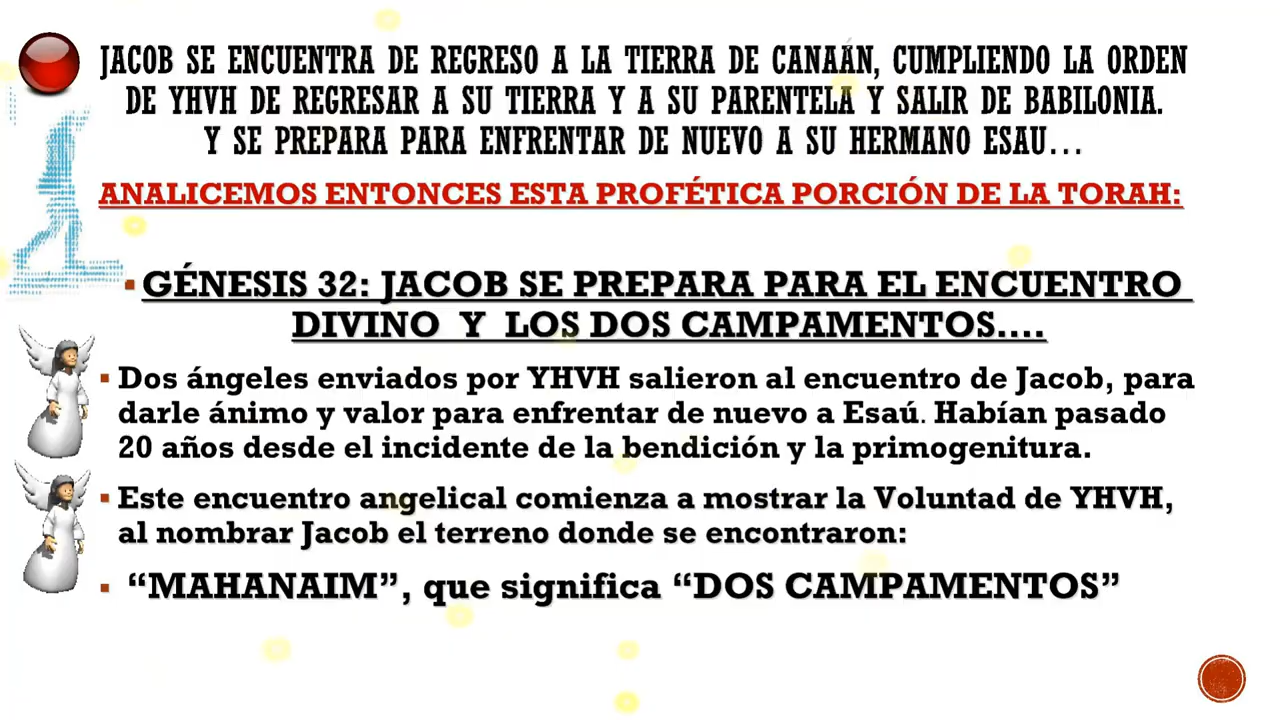 JACOB SE ENCUENTRA DE REGRESO A LA TIERRA DE CANAÁN, CUMPLIENDO LA ORDEN
DE YHVH DE REGRESAR A SU TIERRA Y A SU PARENTELA Y SALIR DE BABILONIA.
Y SE PREPARA PARA ENFRENTAR DE NUEVO A SU HERMANO ESAU...
ANALICEMOS ENTONCES ESTA PROFÉTICA PORCIÓN DE LA TORAH:
▪ GÉNESIS 32: JACOB SE PREPARA PARA EL ENCUENTRO
DIVINO Y LOS DOS CAMPAMENTOS....
▪ Dos ángeles enviados por YHVH salieron al encuentro de Jacob, para
darle ánimo y valor para enfrentar de nuevo a Esaú. Habían pasado
20 años desde el incidente de la bendición y la primogenitura.
▪ Este encuentro angelical comienza a mostrar la Voluntad de YHVH,
al nombrar Jacob el terreno donde se encontraron:
▪ “MAHANAIM”, que significa “DOS CAMPAMENTOS”